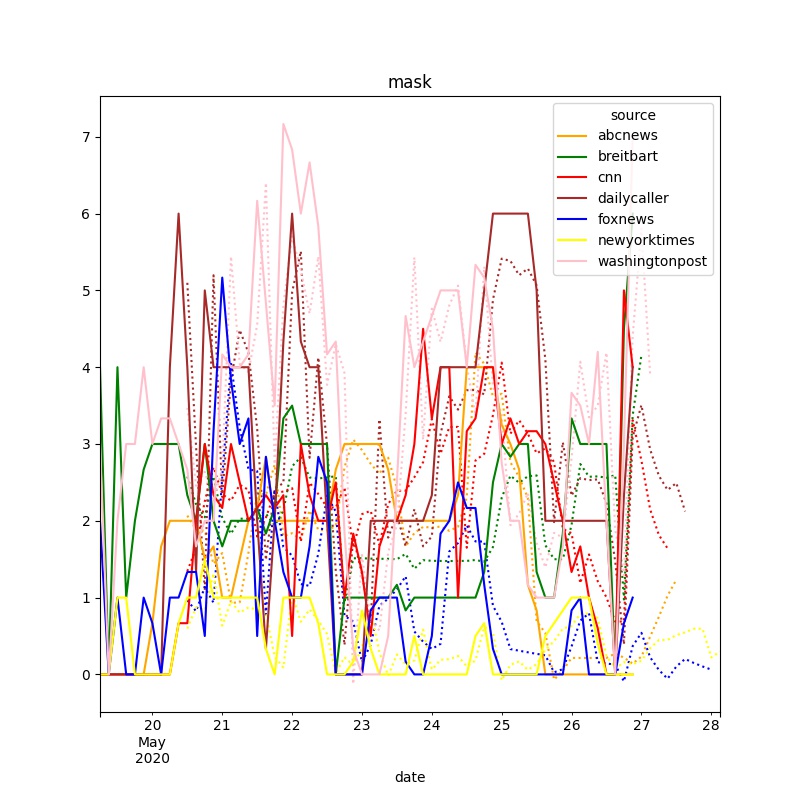 mask
source
abcnews
breitbart
cnn
dailycaller
foxnews
newyorktimes
washingtonpost
7
6
5
4
3
2
1
0
20 21 22 23 24 25 26 27 28
May
2020
date